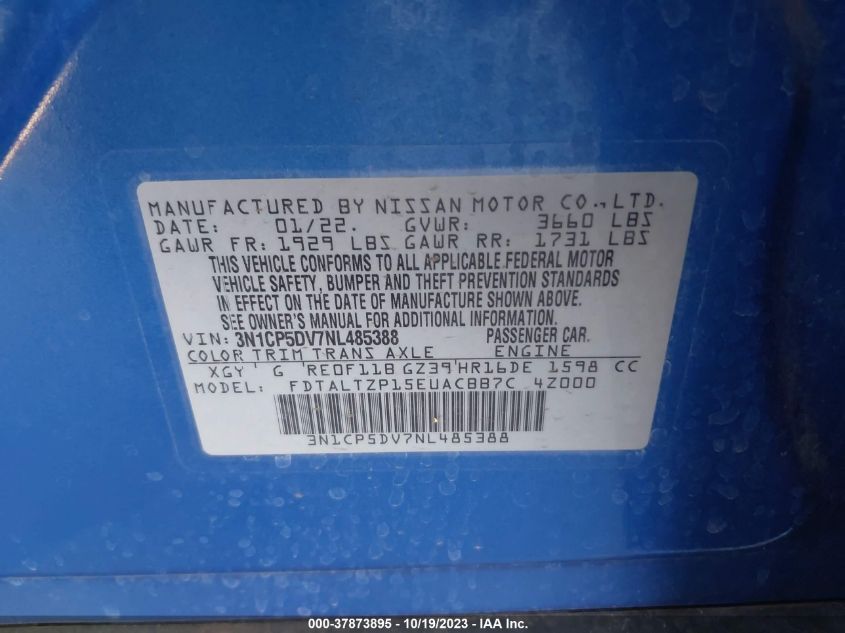 MANUFACTURED BY NISSAN MOTOR CO., LTD.
DATE: 01/22. GVWR: 3660 LBS
GAWR FR: 1929 LBS GAWR RR: 1731 LBS
THIS VEHICLE CONFORMS TO ALL APPLICABLE FEDERAL MOTOR
VEHICLE SAFETY, BUMPER AND THEFT PREVENTION STANDARDS
IN EFFECT ON THE DATE OF MANUFACTURE SHOWN ABOVE.
SEE OWNER'S MANUAL FOR ADDITIONAL INFORMATION.
VIN: 3N1CP5DV7NL485388 PASSENGER CAR.
COLOR TRIM TRANS AXLE ENGINE
XGY' G 'RE0F11B GZ39'HR16DE 1598 CC
MODEL: FDTALTZP15EUACBB7C 4Z000
3N1CP5DV7NL485388
000-37873895 - 10/19/2023 - © IAA Holdings, LLC.